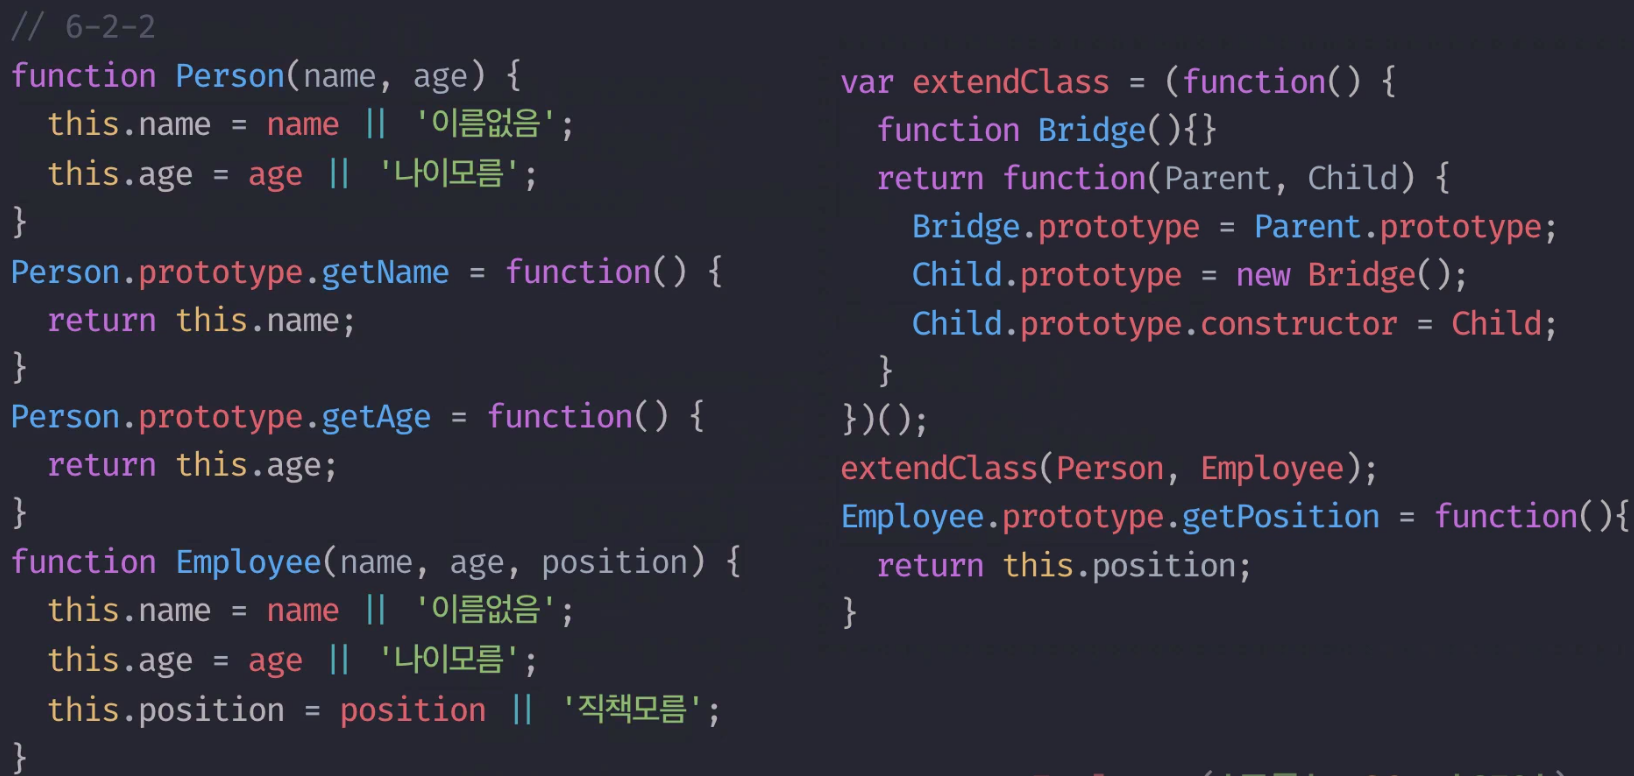 // 6-2-2
function Person(name, age) {
  this.name = name || '이름없음';
  this.age = age || '나이모름';
}
Person.prototype.getName = function() {
  return this.name;
}
Person.prototype.getAge = function() {
  return this.age;
}
function Employee(name, age, position) {
  this.name = name || '이름없음';
  this.age = age || '나이모름';
  this.position = position || '직책모름';
}
var extendClass = (function() {
  function Bridge(){}
  return function(Parent, Child) {
    Bridge.prototype = Parent.prototype;
    Child.prototype = new Bridge();
    Child.prototype.constructor = Child;
  }
})();
extendClass(Person, Employee);
Employee.prototype.getPosition = function(){
  return this.position;
}